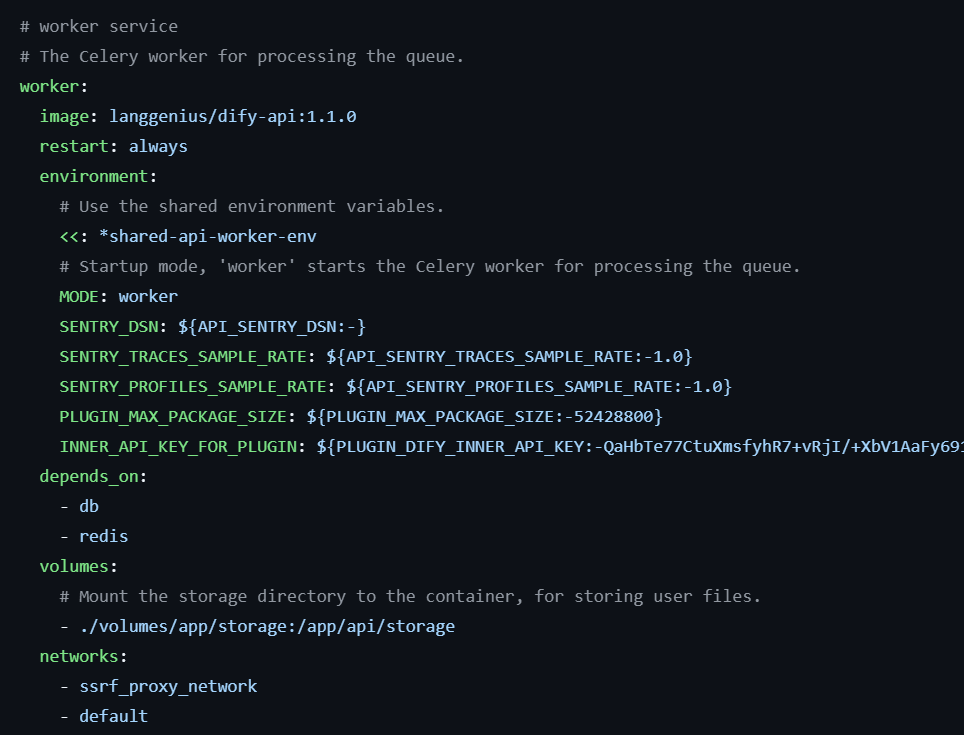 # worker service
# The Celery worker for processing the queue.
worker:
image: langgenius/dify-api:1.1.0
restart: always
environment:
# Use the shared environment variables.
<<: *shared-api-worker-env
# Startup mode, 'worker' starts the Celery worker for processing the queue.
MODE: worker
SENTRY_DSN: ${API_SENTRY_DSN:-}
SENTRY_TRACES_SAMPLE_RATE: ${API_SENTRY_TRACES_SAMPLE_RATE:-1.0}
SENTRY_PROFILES_SAMPLE_RATE: ${API_SENTRY_PROFILES_SAMPLE_RATE:-1.0}
PLUGIN_MAX_PACKAGE_SIZE: ${PLUGIN_MAX_PACKAGE_SIZE:-52428800}
INNER_API_KEY_FOR_PLUGIN: ${PLUGIN_DIFY_INNER_API_KEY:-QaHbTe77CtuXmsfyhR7+vRjI/+XbV1AaFy691
depends_on:
- db
- redis
volumes:
# Mount the storage directory to the container, for storing user files.
- ./volumes/app/storage:/app/api/storage
networks:
- ssrf_proxy_network
- default